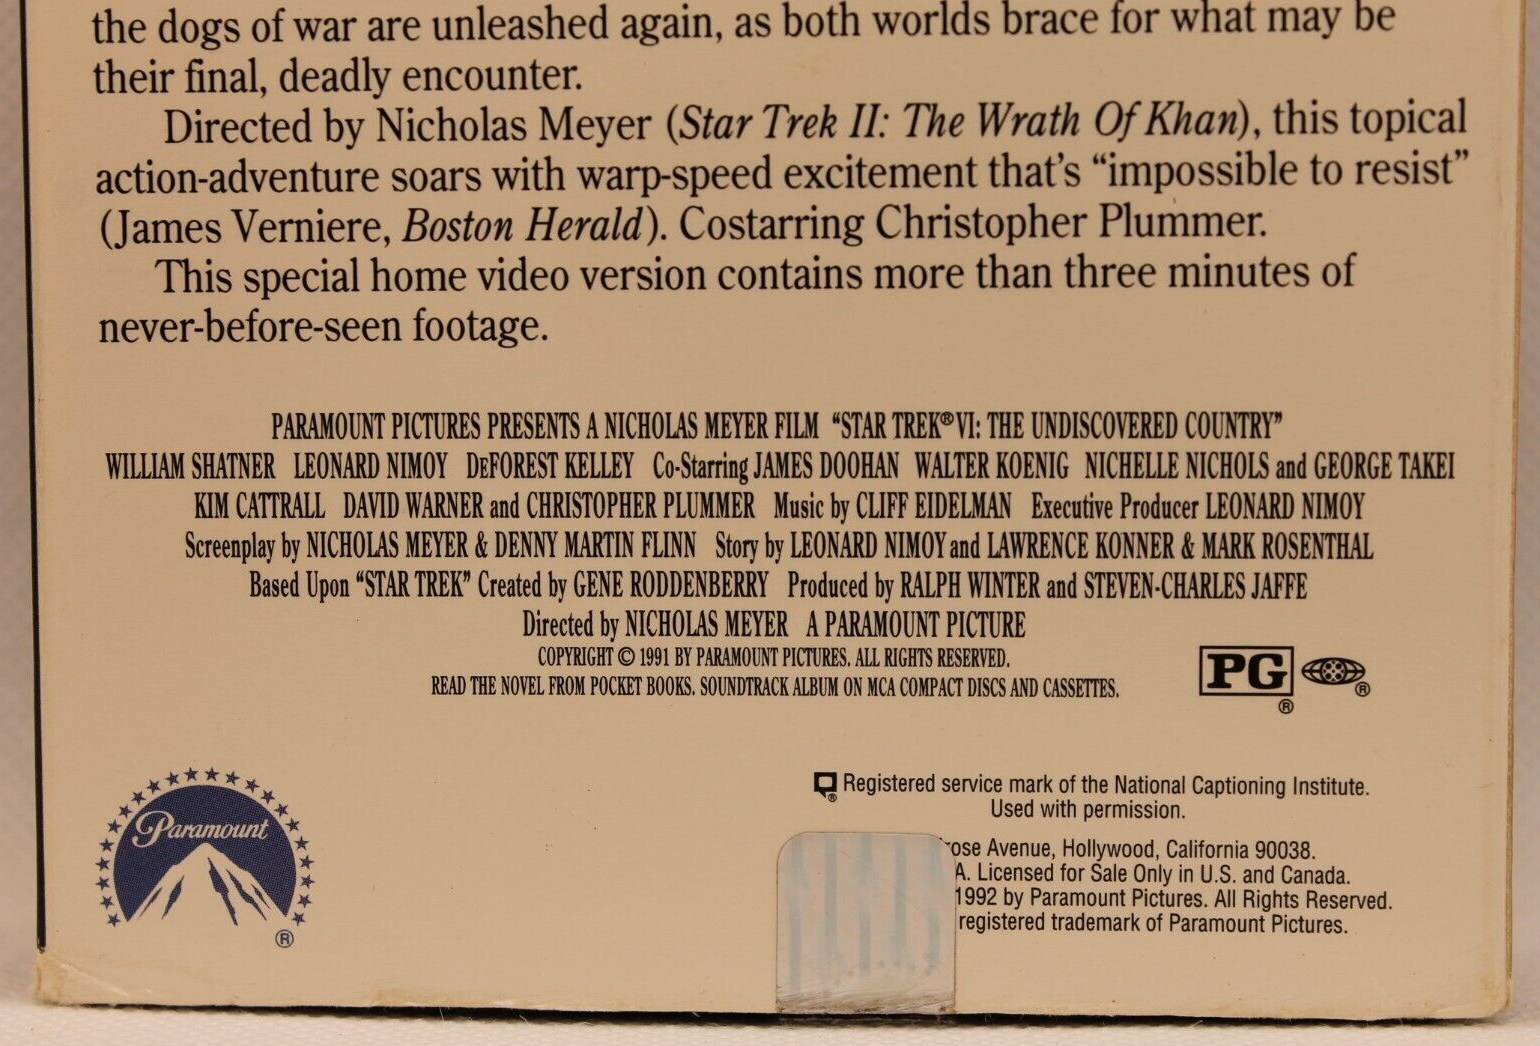 the dogs of war are unleashed again, as both worlds brace for what may be
their final, deadly encounter.
Directed by Nicholas Meyer (Star Trek II: The Wrath Of Khan), this topical
action-adventure soars with warp-speed excitement that's “impossible to resist”
(James Verniere, Boston Herald). Costarring Christopher Plummer.
This special home video version contains more than three minutes of
never-before-seen footage.
PARAMOUNT PICTURES PRESENTS A NICHOLAS MEYER FILM “STAR TREK® VI: THE UNDISCOVERED COUNTRY”
WILLIAM SHATNER LEONARD NIMOY DeFOREST KELLEY Co-Starring JAMES DOOHAN WALTER KOENIG NICHELLE NICHOLS and GEORGE TAKEI
KIM CATTRALL DAVID WARNER and CHRISTOPHER PLUMMER Music by CLIFF EIDELMAN Executive Producer LEONARD NIMOY
Screenplay by NICHOLAS MEYER & DENNY MARTIN FLINN Story by LEONARD NIMOY and LAWRENCE KONNER & MARK ROSENTHAL
Based Upon “STAR TREK” Created by GENE RODDENBERRY Produced by RALPH WINTER and STEVEN-CHARLES JAFFE
Directed by NICHOLAS MEYER A PARAMOUNT PICTURE
COPYRIGHT © 1991 BY PARAMOUNT PICTURES. ALL RIGHTS RESERVED.
READ THE NOVEL FROM POCKET BOOKS. SOUNDTRACK ALBUM ON MCA COMPACT DISCS AND CASSETTES.
PG ®
®
Paramount
®
® Registered service mark of the National Captioning Institute.
Used with permission.
rose Avenue, Hollywood, California 90038.
A. Licensed for Sale Only in U.S. and Canada.
1992 by Paramount Pictures. All Rights Reserved.
registered trademark of Paramount Pictures.